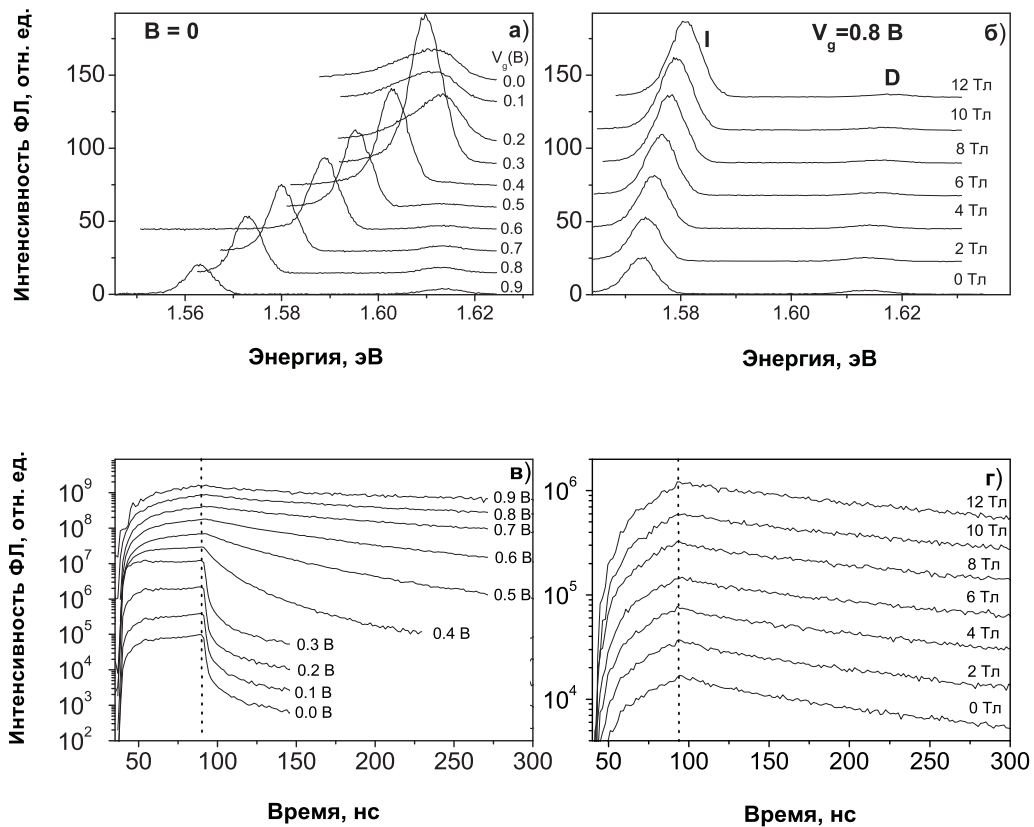 Интенсивность ФЛ, отн. ед.
B = 0
а)
Vg(В)
0.0
0.1
0.2
0.3
0.4
0.5
0.6
0.7
0.8
0.9
150
100
50
0
1.56
1.58
1.60
1.62
Энергия, эВ
I
Vg=0.8 В
б)
D
12 Тл
10 Тл
8 Тл
6 Тл
4 Тл
2 Тл
0 Тл
150
100
50
0
1.58
1.60
1.62
Энергия, эВ
Интенсивность ФЛ, отн. ед.
в)
10^9
10^8
10^7
10^6
10^5
10^4
10^3
10^2
0.9 В
0.8 В
0.7 В
0.6 В
0.5 В
0.4 В
0.3 В
0.2 В
0.1 В
0.0 В
50
100
150
200
250
300
Время, нс
г)
10^6
10^5
10^4
12 Тл
10 Тл
8 Тл
6 Тл
4 Тл
2 Тл
0 Тл
50
100
150
200
250
300
Время, нс